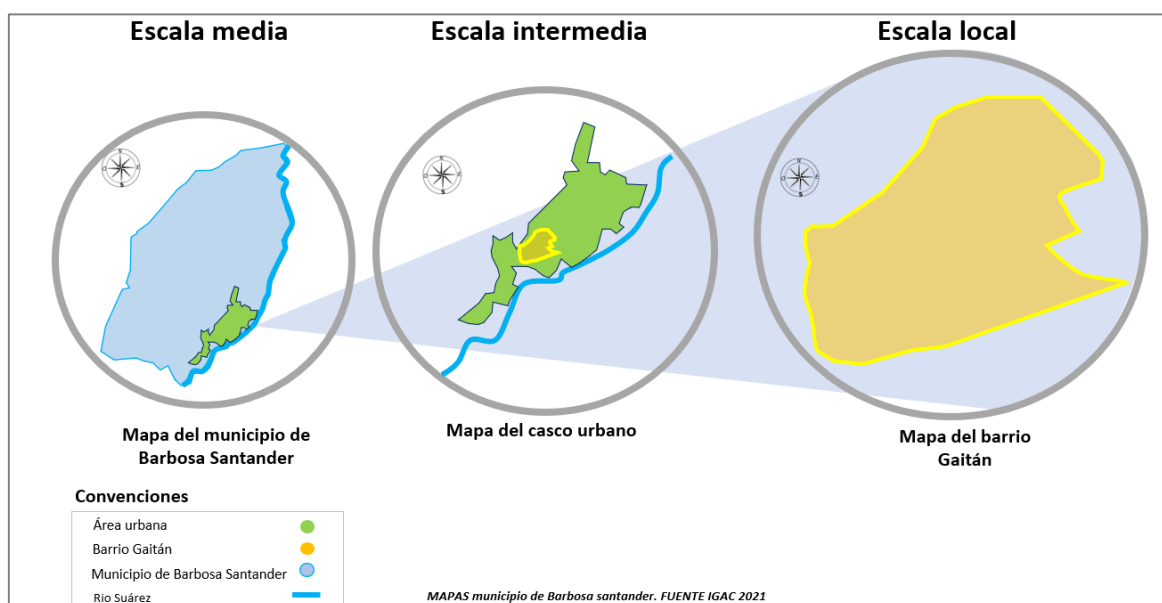 Escala media
Escala intermedia
Escala local
N
O
E
S
N
O
E
S
N
O
E
S
Mapa del municipio de
Barbosa Santander
Mapa del casco urbano
Mapa del barrio
Gaitán
Convenciones
Área urbana
Barrio Gaitán
Municipio de Barbosa Santander
Rio Suárez
MAPAS municipio de Barbosa santander. FUENTE IGAC 2021